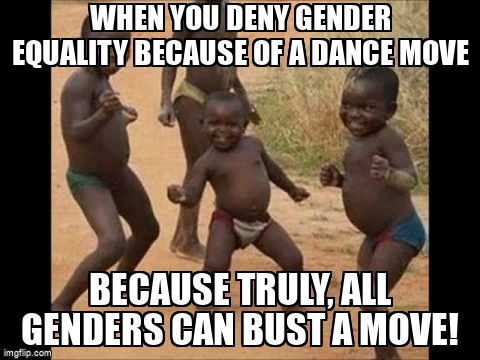 WHEN YOU DENY GENDER
EQUALITY BECAUSE OF A DANCE MOVE
BECAUSE TRULY, ALL
GENDERS CAN BUST A MOVE!
imgflip.com